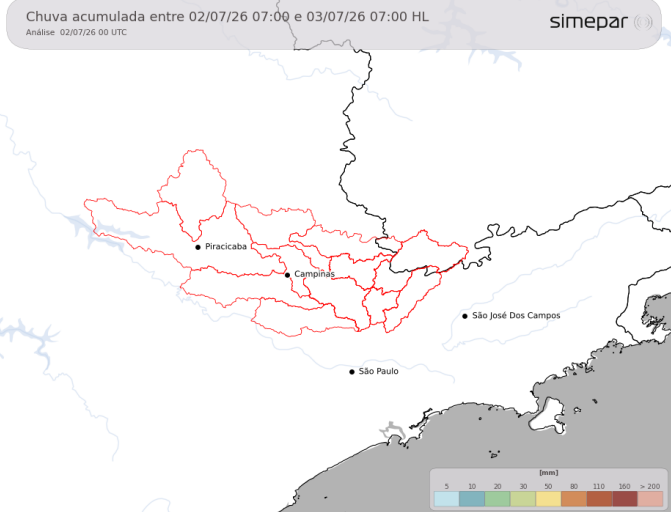 Chuva acumulada entre 02/07/26 07:00 e 03/07/26 07:00 HL
Análise  02/07/26 00 UTC
simepar
Piracicaba
Campinas
São José Dos Campos
São Paulo
[mm]
5 10 20 30 50 80 110 160 > 200